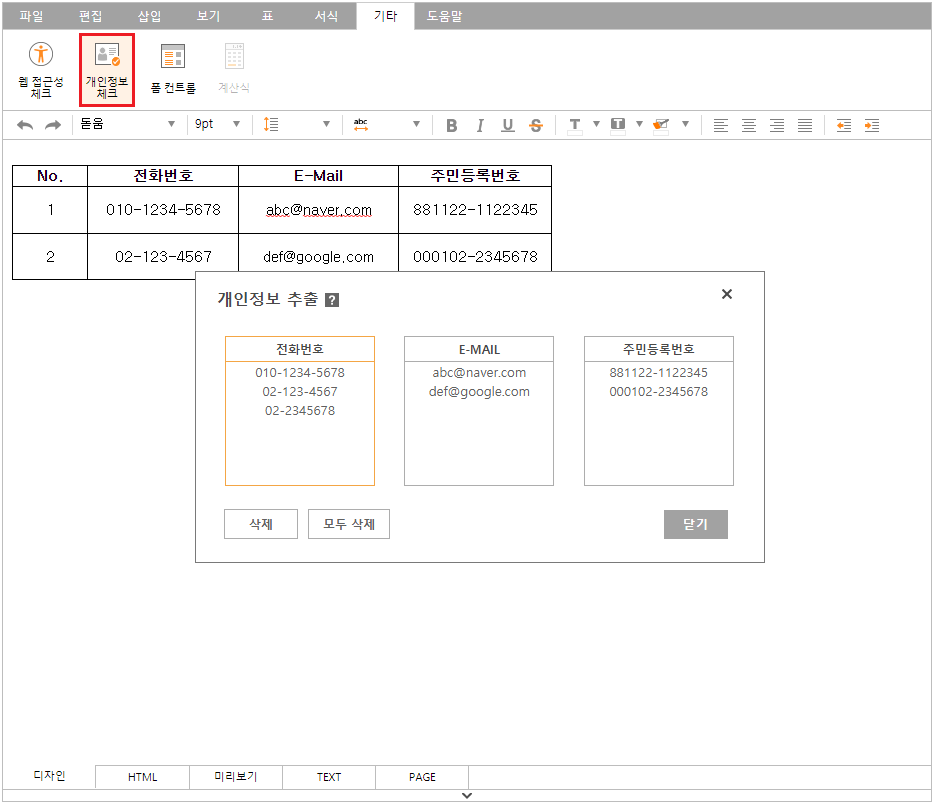 파일 편집 삽입 보기 표 서식 기타 도움말
웹 접근성 체크
개인정보 체크
폼 컨트롤
계산식
돋움 9pt abc B I U S T T
No. 전화번호 E-Mail 주민등록번호
1 010-1234-5678 abc@naver.com 881122-1122345
2 02-123-4567 def@google.com 000102-2345678
개인정보 추출 ?
전화번호 E-MAIL 주민등록번호
010-1234-5678 abc@naver.com 881122-1122345
02-123-4567 def@google.com 000102-2345678
02-2345678
삭제 모두 삭제 닫기
디자인 HTML 미리보기 TEXT PAGE